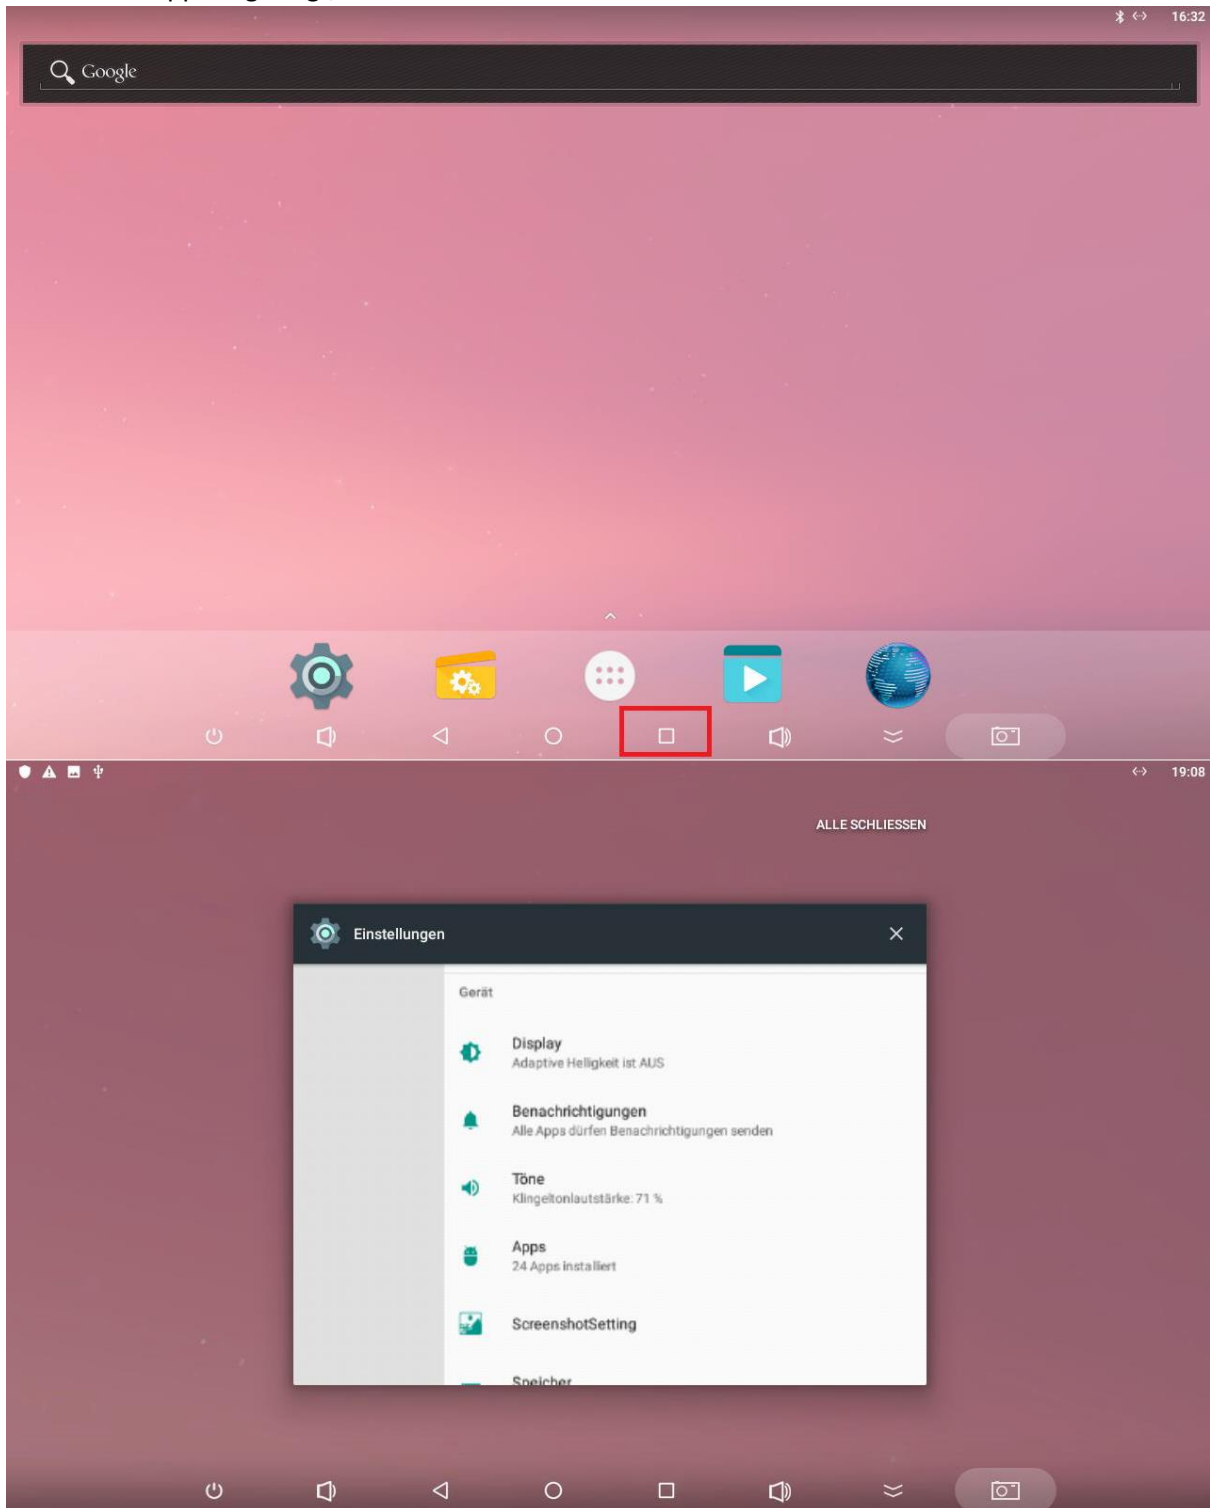 16:32
Google
19:08
ALLE SCHLIESSEN
Einstellungen
Gerät
Display
Adaptive Helligkeit ist AUS
Benachrichtigungen
Alle Apps dürfen Benachrichtigungen senden
Töne
Klingeltonlautstärke: 71 %
Apps
24 Apps installiert
ScreenshotSetting
Speicher